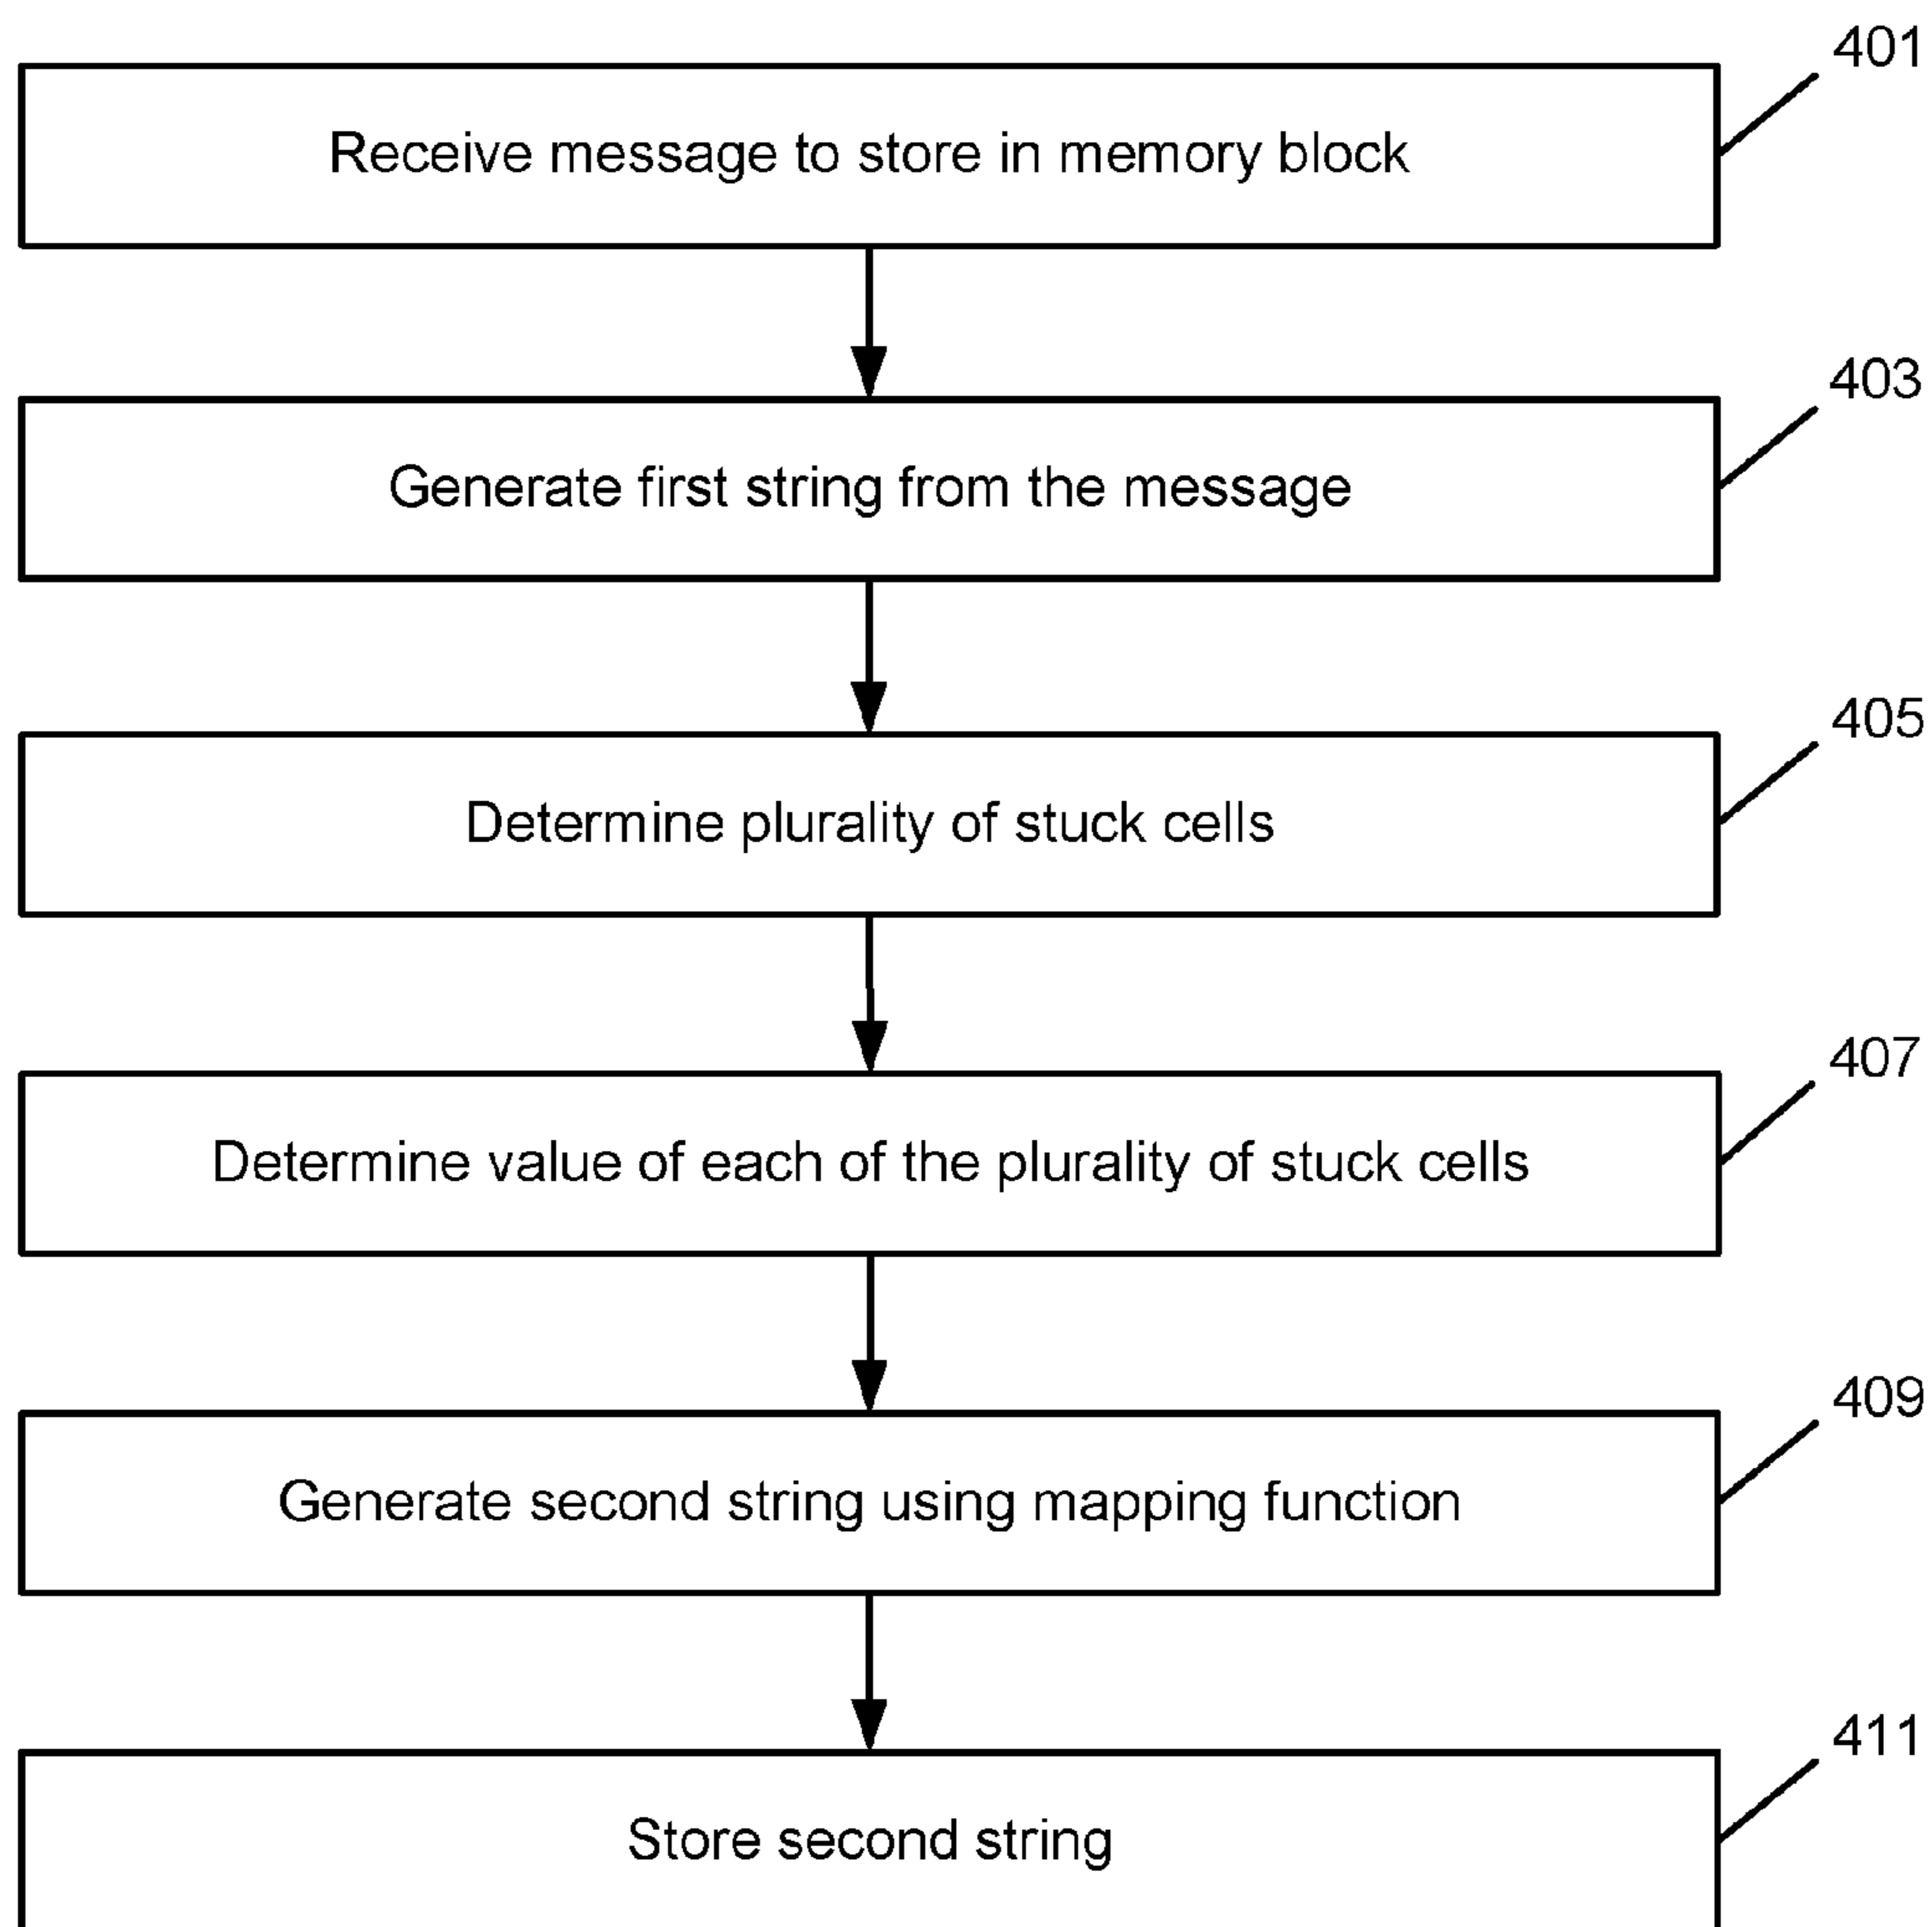 401
Receive message to store in memory block
403
Generate first string from the message
405
Determine plurality of stuck cells
407
Determine value of each of the plurality of stuck cells
409
Generate second string using mapping function
411
Store second string